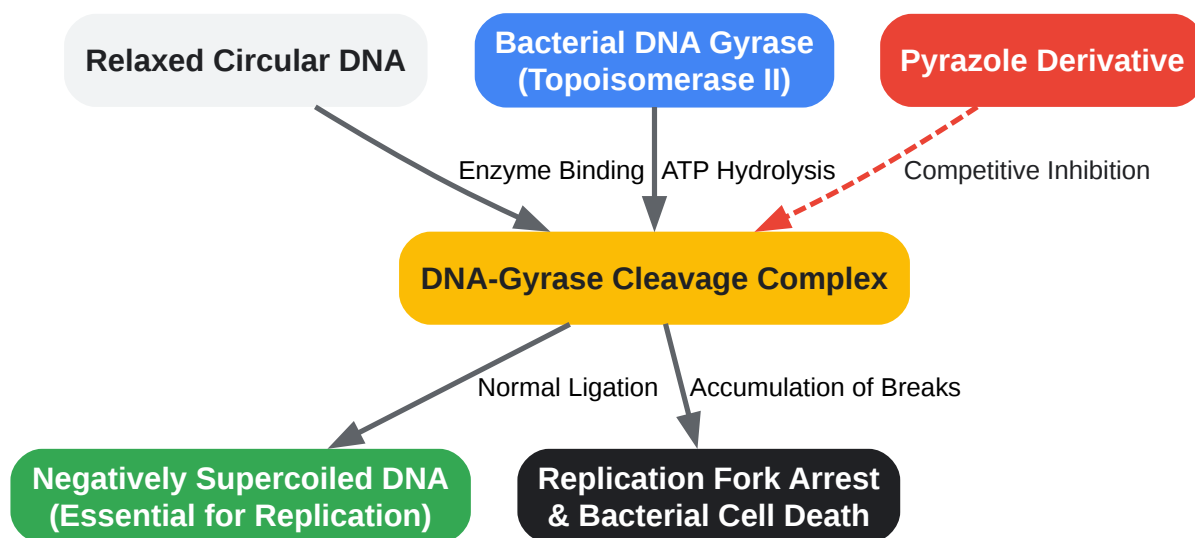 Relaxed Circular DNA
Bacterial DNA Gyrase
(Topoisomerase II)
Pyrazole Derivative
Enzyme Binding
ATP Hydrolysis
Competitive Inhibition
DNA-Gyrase Cleavage Complex
Normal Ligation
Accumulation of Breaks
Negatively Supercoiled DNA
(Essential for Replication)
Replication Fork Arrest
& Bacterial Cell Death